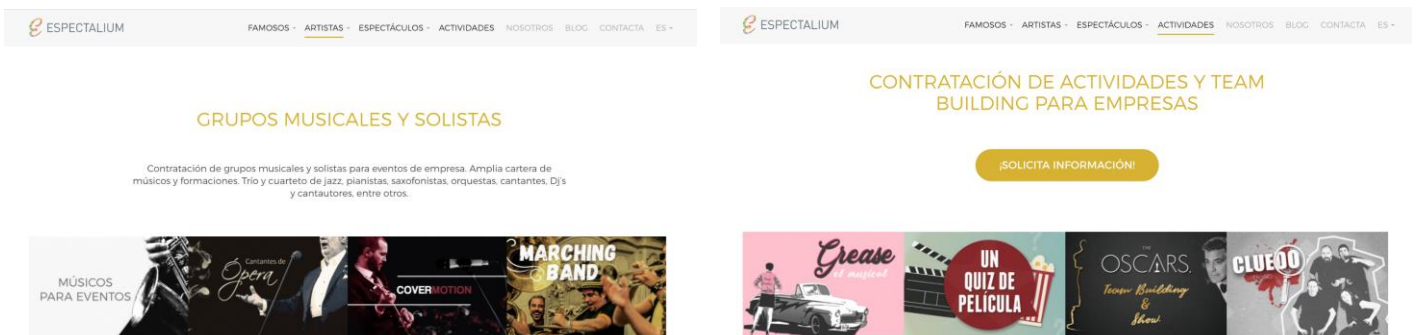 ESPECTALIUM
FAMOSOS ARTISTAS ESPECTÁCULOS ACTIVIDADES NOSOTROS BLOG CONTACTA ES
GRUPOS MUSICALES Y SOLISTAS
Contratación de grupos musicales y solistas para eventos de empresa. Amplia cartera de
músicos y formaciones. Trío y cuarteto de jazz, pianistas, saxofonistas, orquestas, cantantes, Dj's
y cantautores, entre otros.
MÚSICOS
PARA EVENTOS
Cantantes de
Ópera
COVERMOTION
MARCHING
BAND
ESPECTALIUM
FAMOSOS ARTISTAS ESPECTÁCULOS ACTIVIDADES NOSOTROS BLOG CONTACTA ES
CONTRATACIÓN DE ACTIVIDADES Y TEAM
BUILDING PARA EMPRESAS
¡SOLICITA INFORMACIÓN!
Grease
el musical
UN
QUIZ DE
PELÍCULA
THE
OSCARS
Team Building
&
Show
CLUEDO